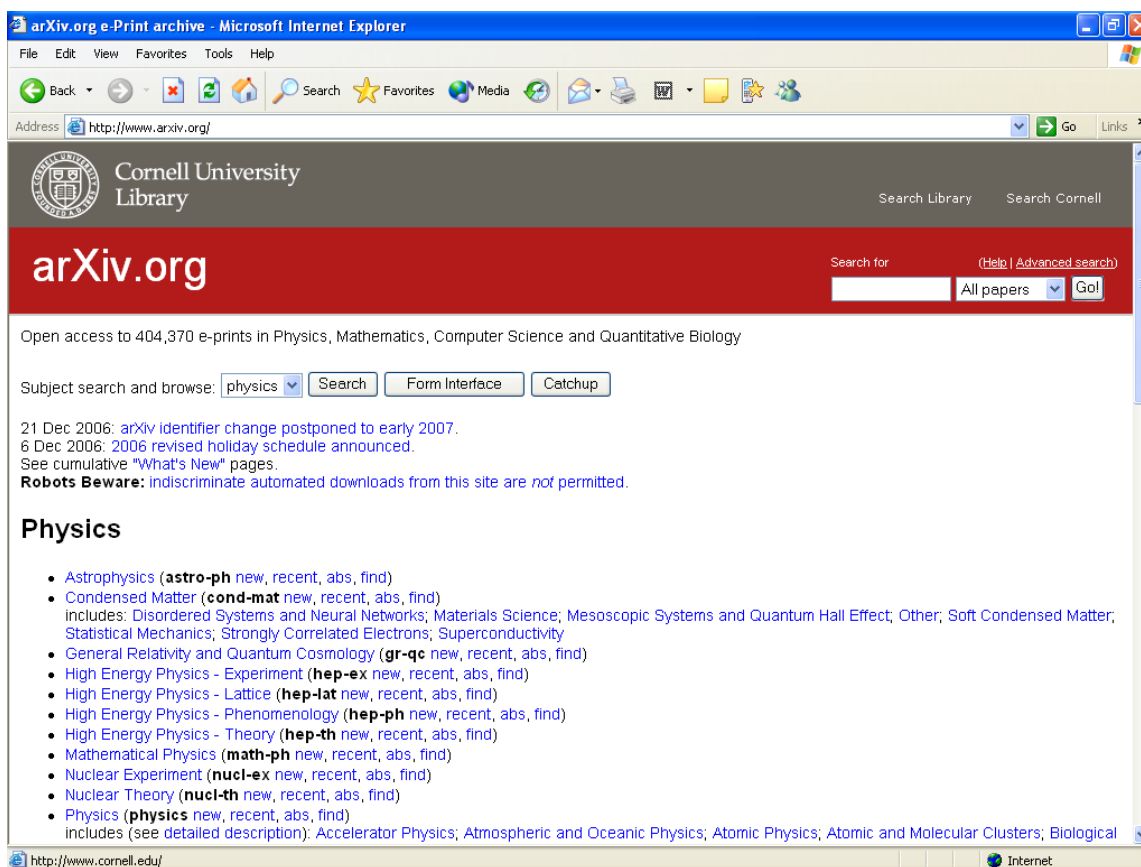 arXiv.org e-Print archive - Microsoft Internet Explorer
File Edit View Favorites Tools Help
Back Search Favorites Media
Address http://www.arxiv.org/ Go Links
Cornell University
Library
Search Library Search Cornell
arXiv.org
Search for (Help | Advanced search)
All papers Go!
Open access to 404,370 e-prints in Physics, Mathematics, Computer Science and Quantitative Biology
Subject search and browse: physics Search Form Interface Catchup
21 Dec 2006: arXiv identifier change postponed to early 2007.
6 Dec 2006: 2006 revised holiday schedule announced.
See cumulative "What's New" pages.
Robots Beware: indiscriminate automated downloads from this site are not permitted.
Physics
• Astrophysics (astro-ph new, recent, abs, find)
• Condensed Matter (cond-mat new, recent, abs, find)
includes: Disordered Systems and Neural Networks; Materials Science; Mesoscopic Systems and Quantum Hall Effect; Other; Soft Condensed Matter;
Statistical Mechanics; Strongly Correlated Electrons; Superconductivity
• General Relativity and Quantum Cosmology (gr-qc new, recent, abs, find)
• High Energy Physics - Experiment (hep-ex new, recent, abs, find)
• High Energy Physics - Lattice (hep-lat new, recent, abs, find)
• High Energy Physics - Phenomenology (hep-ph new, recent, abs, find)
• High Energy Physics - Theory (hep-th new, recent, abs, find)
• Mathematical Physics (math-ph new, recent, abs, find)
• Nuclear Experiment (nucl-ex new, recent, abs, find)
• Nuclear Theory (nucl-th new, recent, abs, find)
• Physics (physics new, recent, abs, find)
includes (see detailed description): Accelerator Physics; Atmospheric and Oceanic Physics; Atomic Physics; Atomic and Molecular Clusters; Biological
http://www.cornell.edu/ Internet